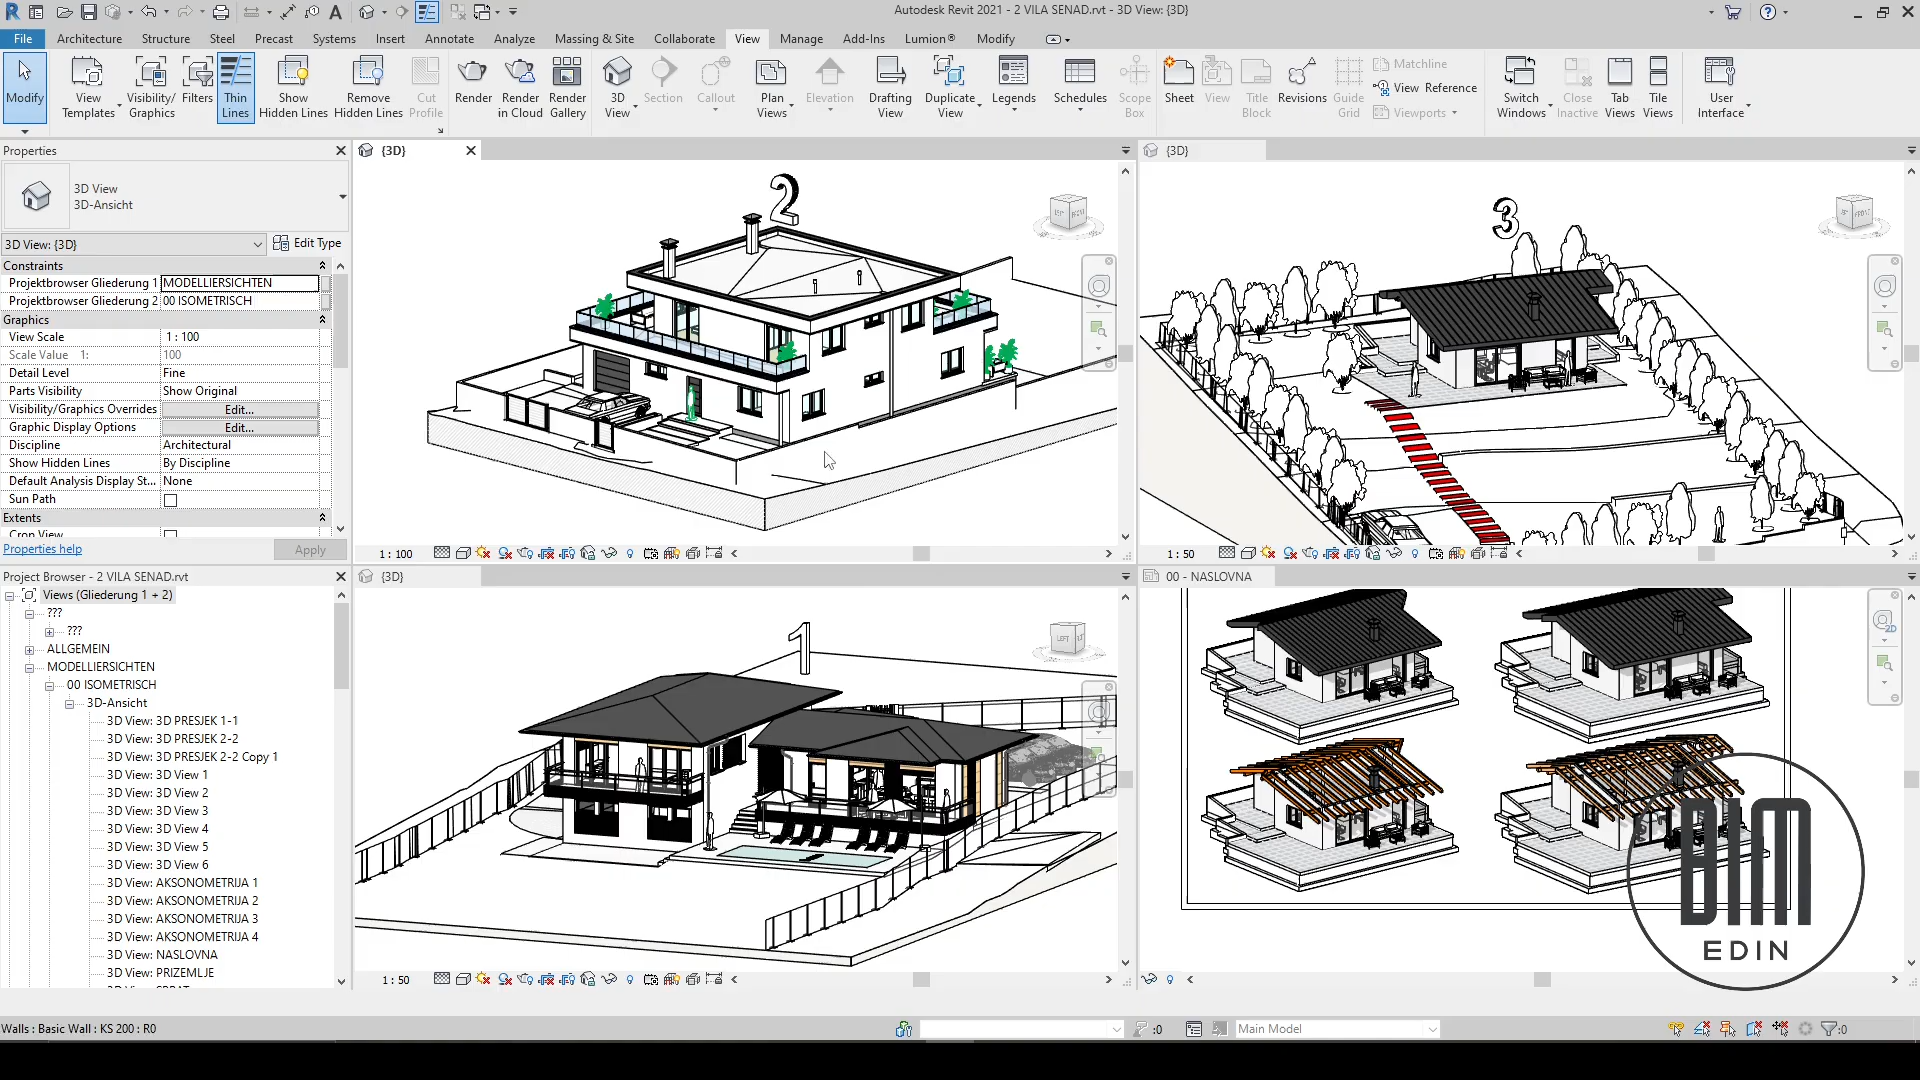 Autodesk Revit 2021 - 2 VILA SENAD.rvt - 3D View: {3D}
File Architecture Structure Steel Precast Systems Insert Annotate Analyze Massing & Site Collaborate View Manage Add-Ins Lumion® Modify
Modify
View Templates
Visibility/ Graphics
Filters
Thin Lines
Show Hidden Lines
Remove Hidden Lines
Cut Profile
Render
Render in Cloud
Render Gallery
3D View
Section
Callout
Plan Views
Elevation
Drafting View
Duplicate View
Legends
Schedules
Scope Box
Sheet
View
Title Block
Revisions
Guide Grid
Matchline
View Reference
Viewports
Switch Windows
Close Inactive
Tab Views
Tile Views
User Interface
Properties
3D View
3D-Ansicht
3D View: {3D}
Edit Type
Constraints
Projektbrowser Gliederung 1 MODELLIERSICHTEN
Projektbrowser Gliederung 2 00 ISOMETRISCH
Graphics
View Scale 1 : 100
Scale Value 1: 100
Detail Level Fine
Parts Visibility Show Original
Visibility/Graphics Overrides Edit...
Graphic Display Options Edit...
Discipline Architectural
Show Hidden Lines By Discipline
Default Analysis Display St... None
Sun Path
Extents
Crop View
Properties help
Apply
Project Browser - 2 VILA SENAD.rvt
Views (Gliederung 1 + 2)
???
???
ALLGEMEIN
MODELLIERSICHTEN
00 ISOMETRISCH
3D-Ansicht
3D View: 3D PRESJEK 1-1
3D View: 3D PRESJEK 2-2
3D View: 3D PRESJEK 2-2 Copy 1
3D View: 3D View 1
3D View: 3D View 2
3D View: 3D View 3
3D View: 3D View 4
3D View: 3D View 5
3D View: 3D View 6
3D View: AKSONOMETRIJA 1
3D View: AKSONOMETRIJA 2
3D View: AKSONOMETRIJA 3
3D View: AKSONOMETRIJA 4
3D View: NASLOVNA
3D View: PRIZEMLJE
{3D}
2
1 : 100
{3D}
3
1 : 50
{3D}
1
LEFT
1 : 50
00 - NASLOVNA
2D
BIM
EDIN
Walls : Basic Wall : KS 200 : R0
:0
Main Model
:0